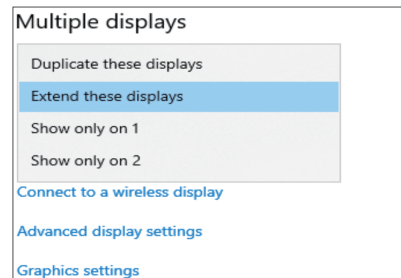 Multiple displays
Duplicate these displays
Extend these displays
Show only on 1
Show only on 2
Connect to a wireless display
Advanced display settings
Graphics settings